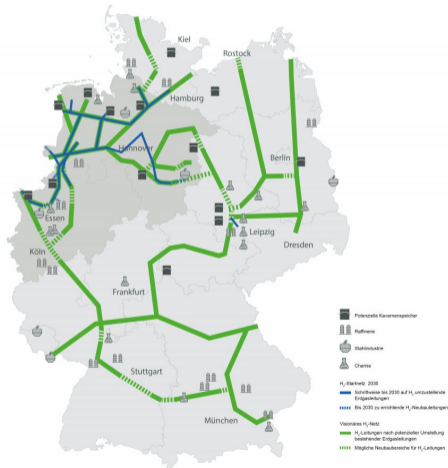 Kiel
Rostock
Hamburg
Hannover
Berlin
Essen
Leipzig
Köln
Dresden
Frankfurt
Stuttgart
München
Potenzielle Kavernenspeicher
Raffinerie
Stahlindustrie
Chemie
H₂-Startnetz 2030
Schrittweise bis 2030 auf H₂ umzustellende
Erdgasleitungen
Bis 2030 zu errichtende H₂-Neubauleitungen
Visionäres H₂-Netz
H₂-Leitungen nach potenzieller Umstellung
bestehender Erdgasleitungen
Mögliche Neubaubereiche für H₂-Leitungen